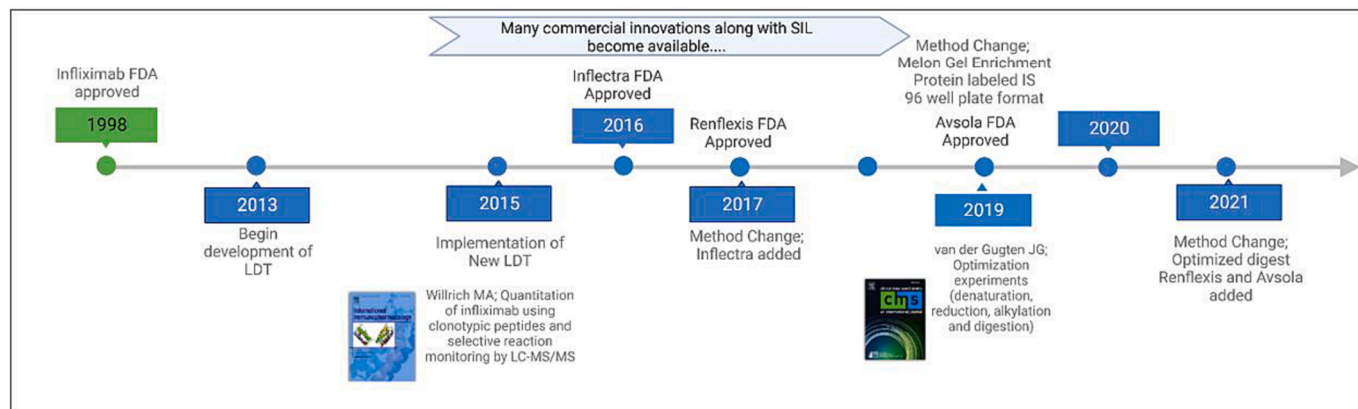 Many commercial innovations along with SIL
become available....
Infliximab FDA
approved
1998
2013
Begin
development of
LDT
2015
Implementation of
New LDT
Willrich MA; Quantitation
of infliximab using
clonotypic peptides and
selective reaction
monitoring by LC-MS/MS
International
Immunopharmacology
Inflectra FDA
Approved
2016
Renflexis FDA
Approved
2017
Method Change;
Inflectra added
Method Change;
Melon Gel Enrichment
Protein labeled IS
96 well plate format
Avsola FDA
Approved
2019
van der Gugten JG;
Optimization
experiments
(denaturation,
reduction, alkylation
and digestion)
2020
2021
Method Change;
Optimized digest
Renflexis and Avsola
added